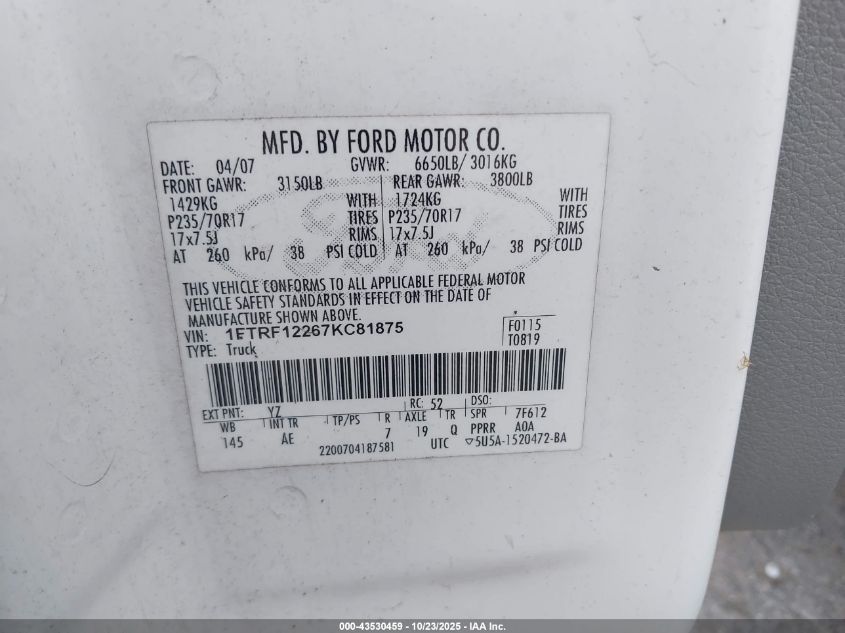 MFD. BY FORD MOTOR CO.
DATE: 04/07 GVWR: 6650LB/ 3016KG
FRONT GAWR: 3150LB REAR GAWR: 3800LB
1429KG WITH 1724KG WITH
P235/70R17 TIRES P235/70R17 TIRES
17x7.5J RIMS 17x7.5J RIMS
AT 260 kPa/ 38 PSI COLD AT 260 kPa/ 38 PSI COLD
THIS VEHICLE CONFORMS TO ALL APPLICABLE FEDERAL MOTOR
VEHICLE SAFETY STANDARDS IN EFFECT ON THE DATE OF
MANUFACTURE SHOWN ABOVE.
VIN: 1FTRF12267KC81875 F0115
TYPE: Truck T0819
EXT PNT: YZ RC: 52 DSO:
WB INT TR TP/PS R AXLE TR SPR 7F612
145 AE 7 19 Q PPRR A0A
2200704187581 UTC 5U5A-1520472-BA
000-43530459 - 10/23/2025 - IAA Inc.